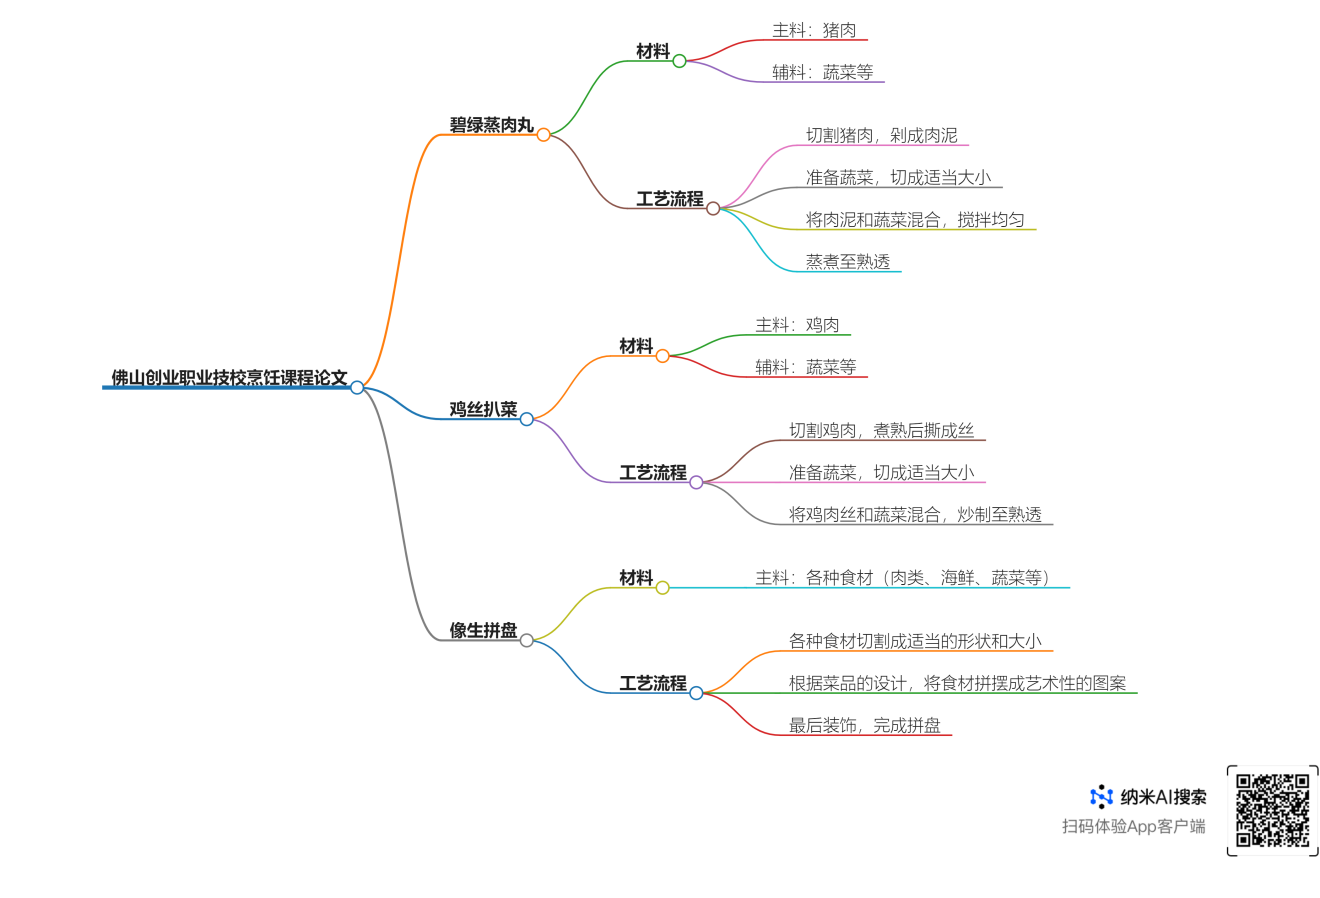 佛山创业职业技校烹饪课程论文
碧绿蒸肉丸
材料
主料：猪肉
辅料：蔬菜等
工艺流程
切割猪肉，剁成肉泥
准备蔬菜，切成适当大小
将肉泥和蔬菜混合，搅拌均匀
蒸煮至熟透
鸡丝扒菜
材料
主料：鸡肉
辅料：蔬菜等
工艺流程
切割鸡肉，煮熟后撕成丝
准备蔬菜，切成适当大小
将鸡肉丝和蔬菜混合，炒制至熟透
像生拼盘
材料
主料：各种食材（肉类、海鲜、蔬菜等）
工艺流程
各种食材切割成适当的形状和大小
根据菜品的设计，将食材拼摆成艺术性的图案
最后装饰，完成拼盘
纳米AI搜索
扫码体验App客户端